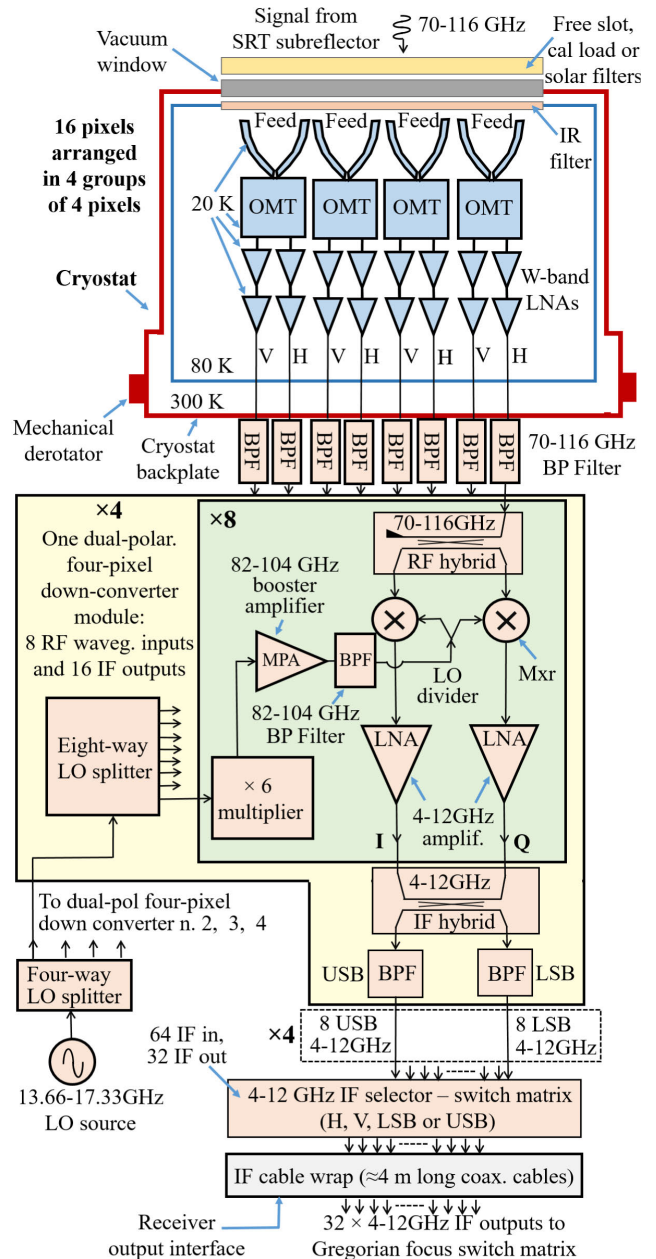 Signal from
SRT subreflector
70-116 GHz
Free slot,
cal load or
solar filters
Vacuum
window
Feed
Feed
Feed
Feed
IR
filter
16 pixels
arranged
in 4 groups
of 4 pixels
20 K
OMT
OMT
OMT
OMT
Cryostat
W-band
LNAs
V
H
V
H
V
H
V
H
80 K
300 K
Mechanical
derotator
Cryostat
backplate
BPF
BPF
BPF
BPF
BPF
BPF
BPF
BPF
70-116 GHz
BP Filter
×4
One dual-polar.
four-pixel
down-converter
module:
8 RF waveg. inputs
and 16 IF outputs
×8
70-116GHz
RF hybrid
82-104 GHz
booster
amplifier
MPA
BPF
LO
divider
Mxr
82-104 GHz
BP Filter
Eight-way
LO splitter
× 6
multiplier
LNA
LNA
4-12GHz
amplif.
I
Q
4-12GHz
IF hybrid
To dual-pol four-pixel
down converter n. 2, 3, 4
USB
BPF
BPF
LSB
Four-way
LO splitter
13.66-17.33GHz
LO source
64 IF in,
32 IF out
×4
8 USB
4-12GHz
8 LSB
4-12GHz
4-12 GHz IF selector – switch matrix
(H, V, LSB or USB)
IF cable wrap (≈4 m long coax. cables)
Receiver
output interface
32 × 4-12GHz IF outputs to
Gregorian focus switch matrix